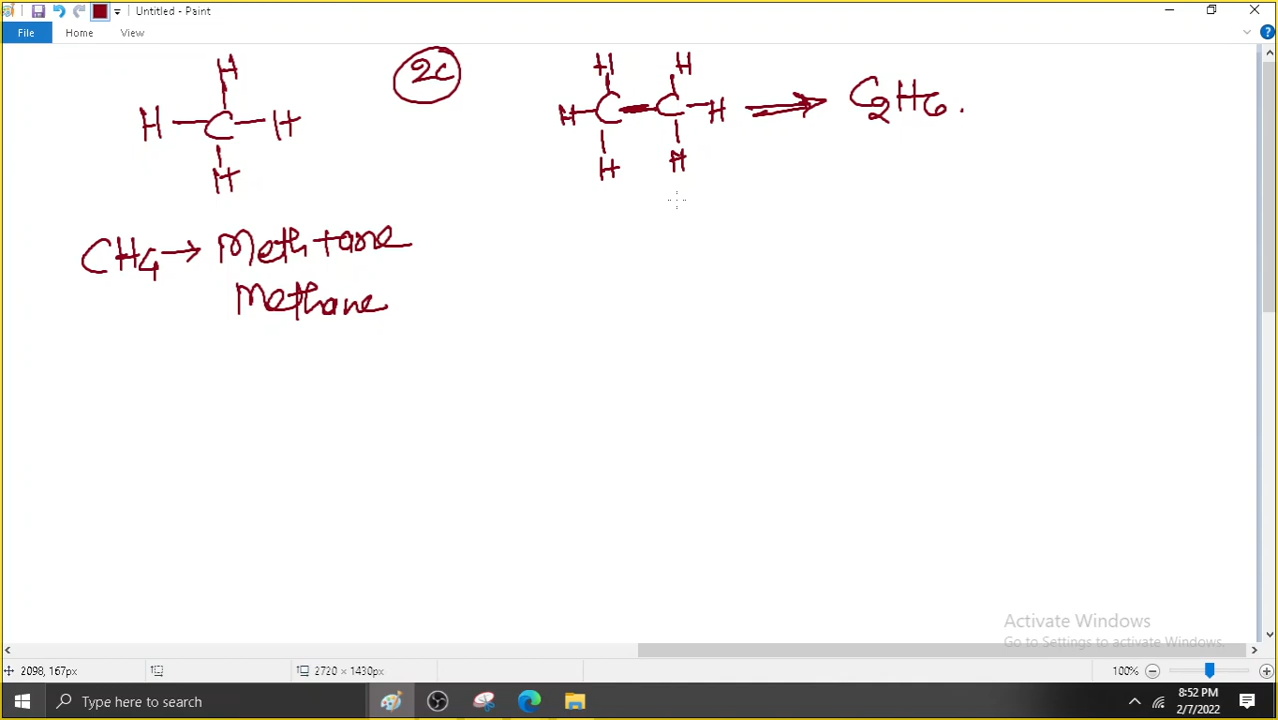 Untitled - Paint
File Home View
H
H C H
H
2C
H H
H C C H
H H
C2H6.
CH4 → Meth+ane
Methane
Activate Windows
Go to Settings to activate Windows.
2098, 167px
2720 × 1430px
100%
Type here to search
8:52 PM
2/7/2022